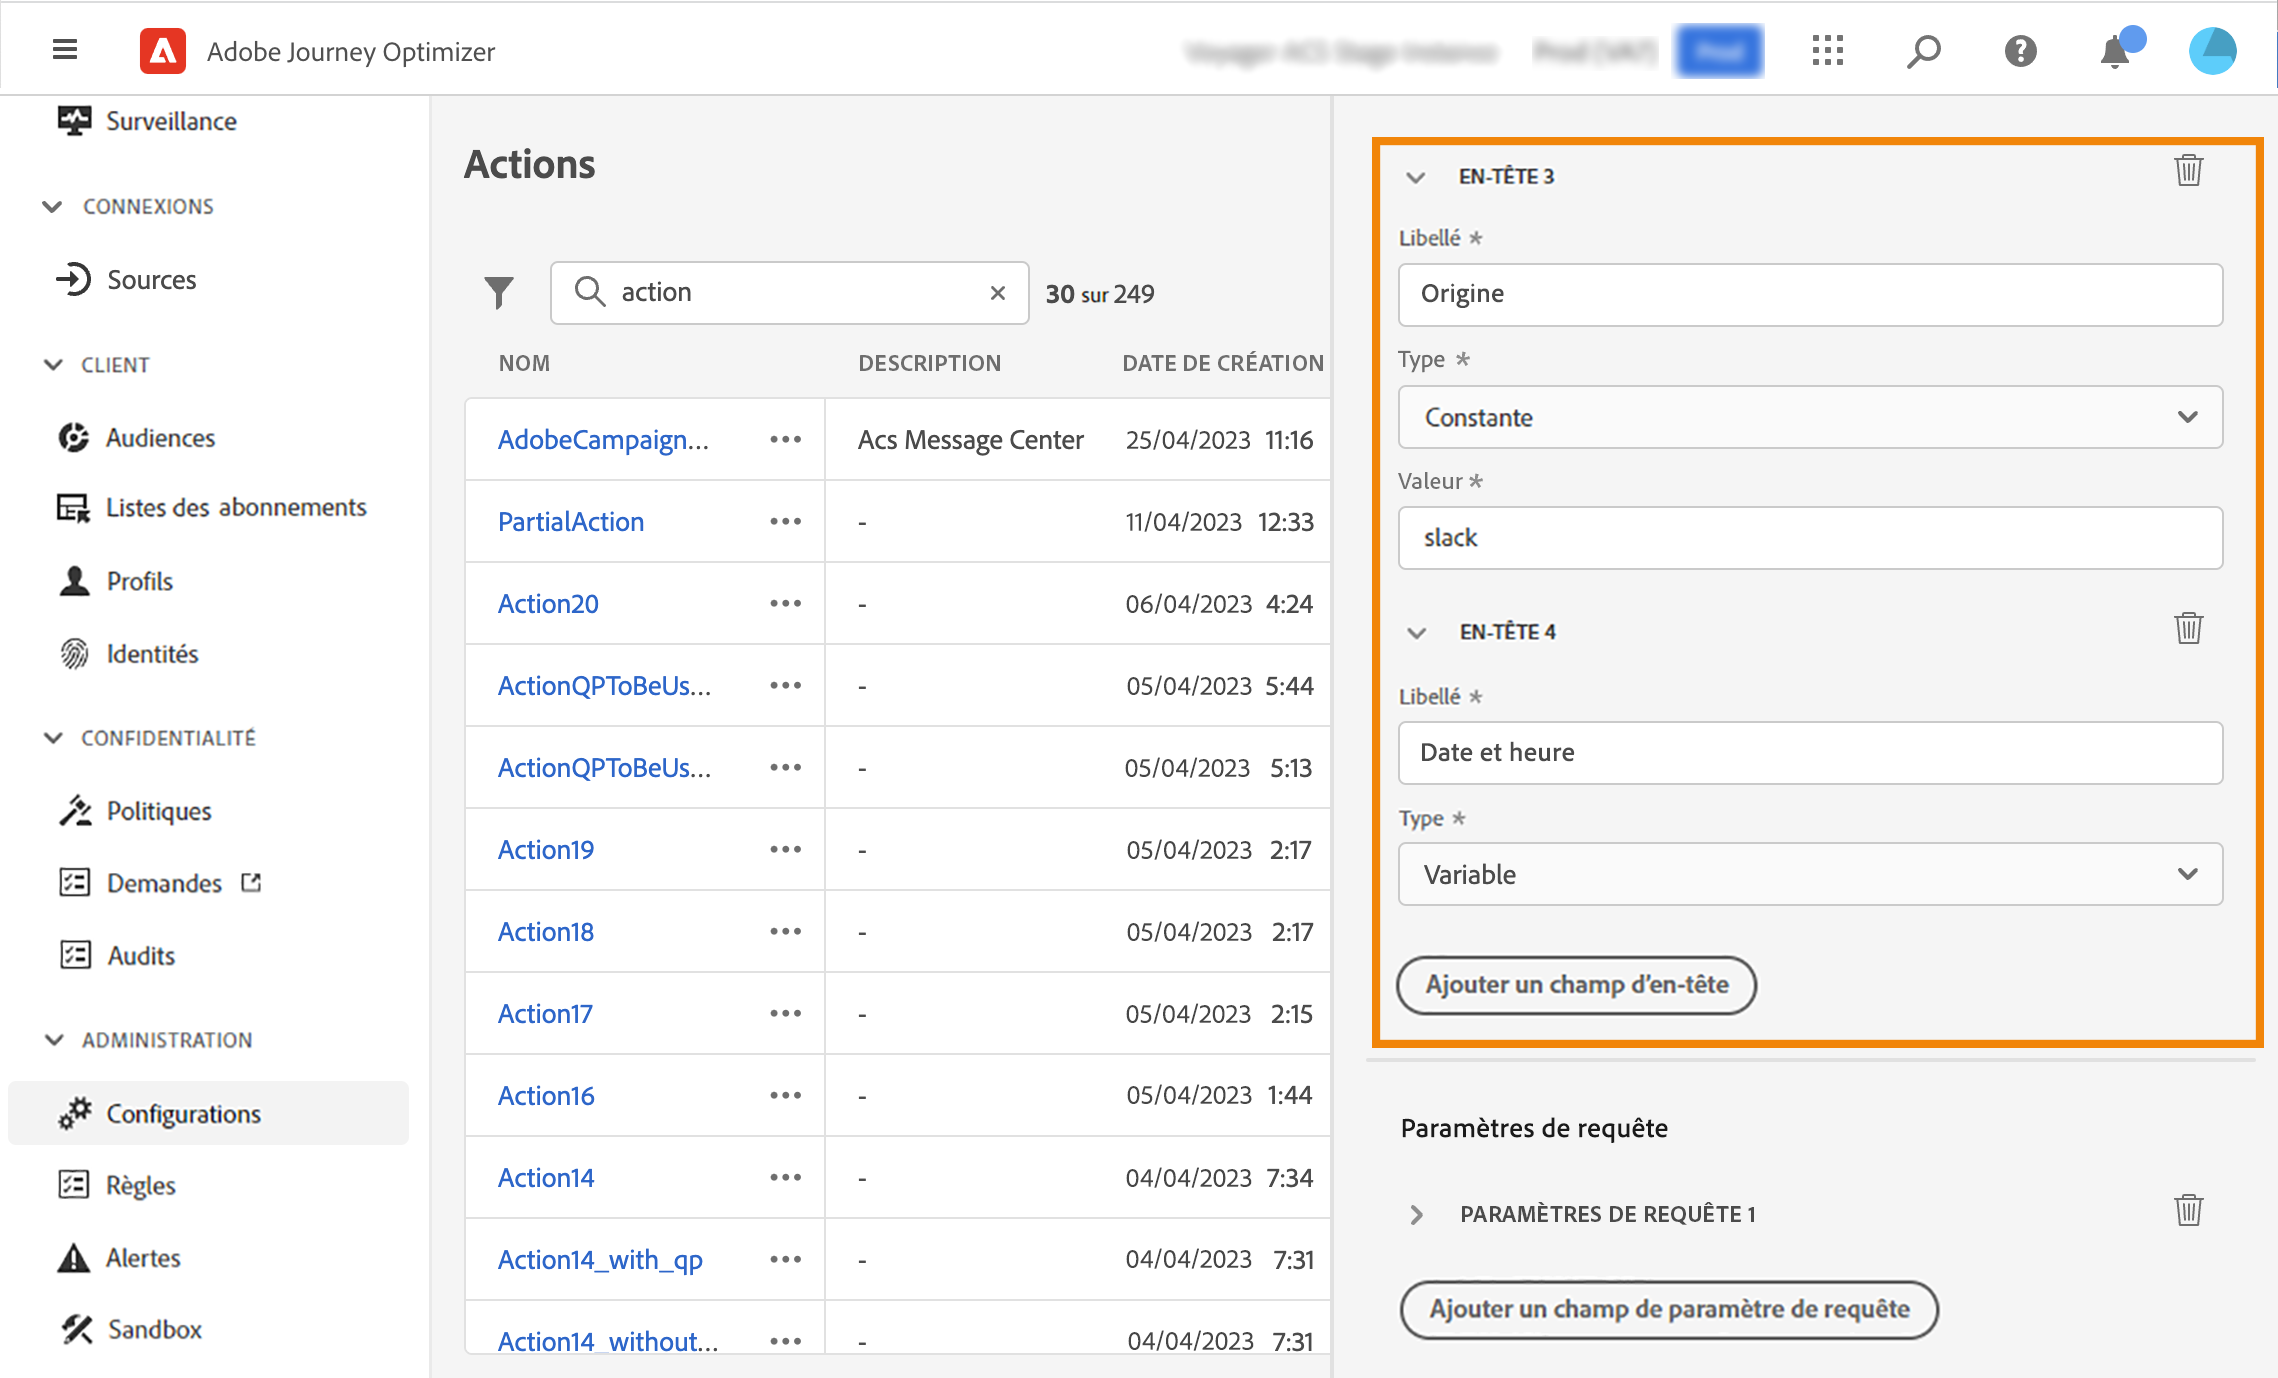 Adobe Journey Optimizer
Surveillance
CONNEXIONS
Sources
CLIENT
Audiences
Listes des abonnements
Profils
Identités
CONFIDENTIALITÉ
Politiques
Demandes
Audits
ADMINISTRATION
Configurations
Règles
Alertes
Sandbox
Actions
action
30 sur 249
NOM DESCRIPTION DATE DE CRÉATION
AdobeCampaign... Acs Message Center 25/04/2023 11:16
PartialAction - 11/04/2023 12:33
Action20 - 06/04/2023 4:24
ActionQPToBeUs... - 05/04/2023 5:44
ActionQPToBeUs... - 05/04/2023 5:13
Action19 - 05/04/2023 2:17
Action18 - 05/04/2023 2:17
Action17 - 05/04/2023 2:15
Action16 - 05/04/2023 1:44
Action14 - 04/04/2023 7:34
Action14_with_qp - 04/04/2023 7:31
Action14_without... - 04/04/2023 7:31
EN-TÊTE 3
Libellé *
Origine
Type *
Constante
Valeur *
slack
EN-TÊTE 4
Libellé *
Date et heure
Type *
Variable
Ajouter un champ d’en-tête
Paramètres de requête
PARAMÈTRES DE REQUÊTE 1
Ajouter un champ de paramètre de requête